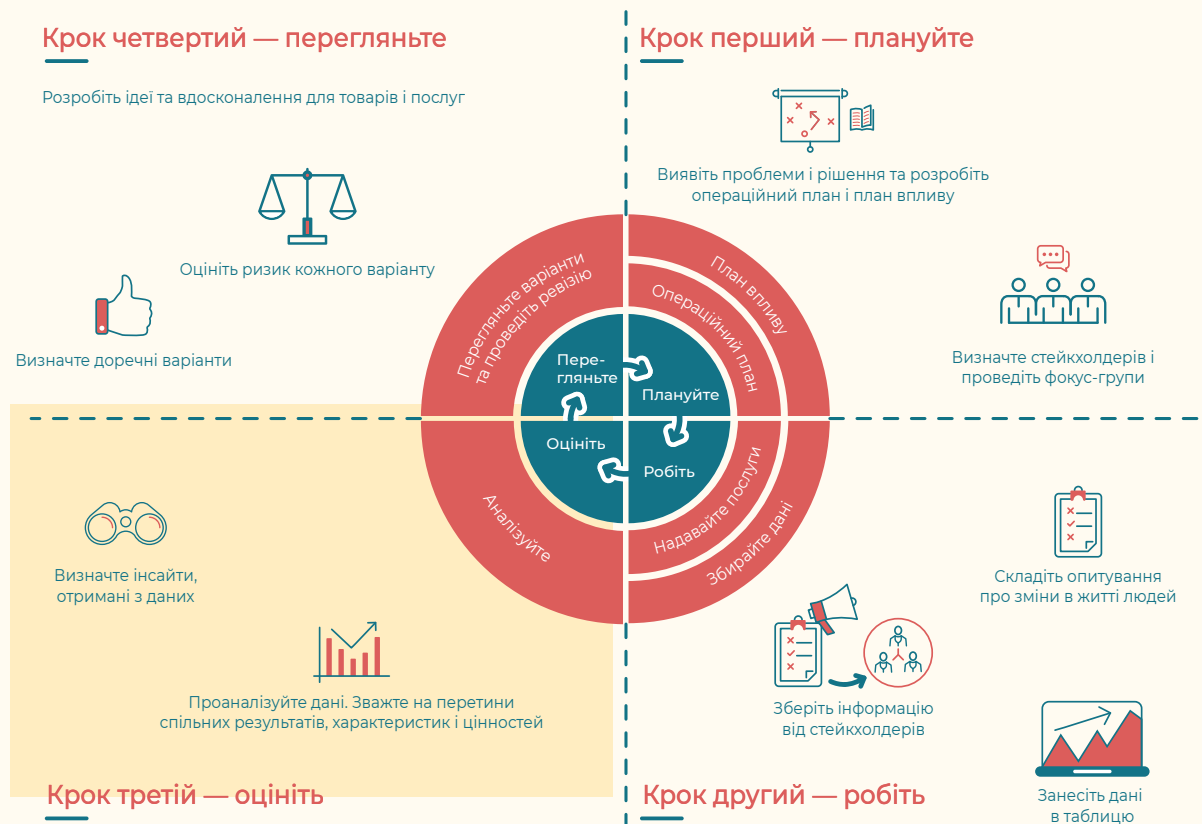 Крок четвертий — перегляньте
Розробіть ідеї та вдосконалення для товарів і послуг
Оцініть ризик кожного варіанту
Визначте доречні варіанти
Крок перший — плануйте
Виявіть проблеми і рішення та розробіть
операційний план і план впливу
Визначте стейкхолдерів і
проведіть фокус-групи
Перегляньте варіанти
та проведіть ревізію
План впливу
Операційний план
Пере-
гляньте
Плануйте
Оцініть
Робіть
Аналізуйте
Надавайте послуги
Збирайте дані
Визначте інсайти,
отримані з даних
Проаналізуйте дані. Зважте на перетини
спільних результатів, характеристик і цінностей
Крок третій — оцініть
Складіть опитування
про зміни в житті людей
Зберіть інформацію
від стейкхолдерів
Занесіть дані
в таблицю
Крок другий — робіть